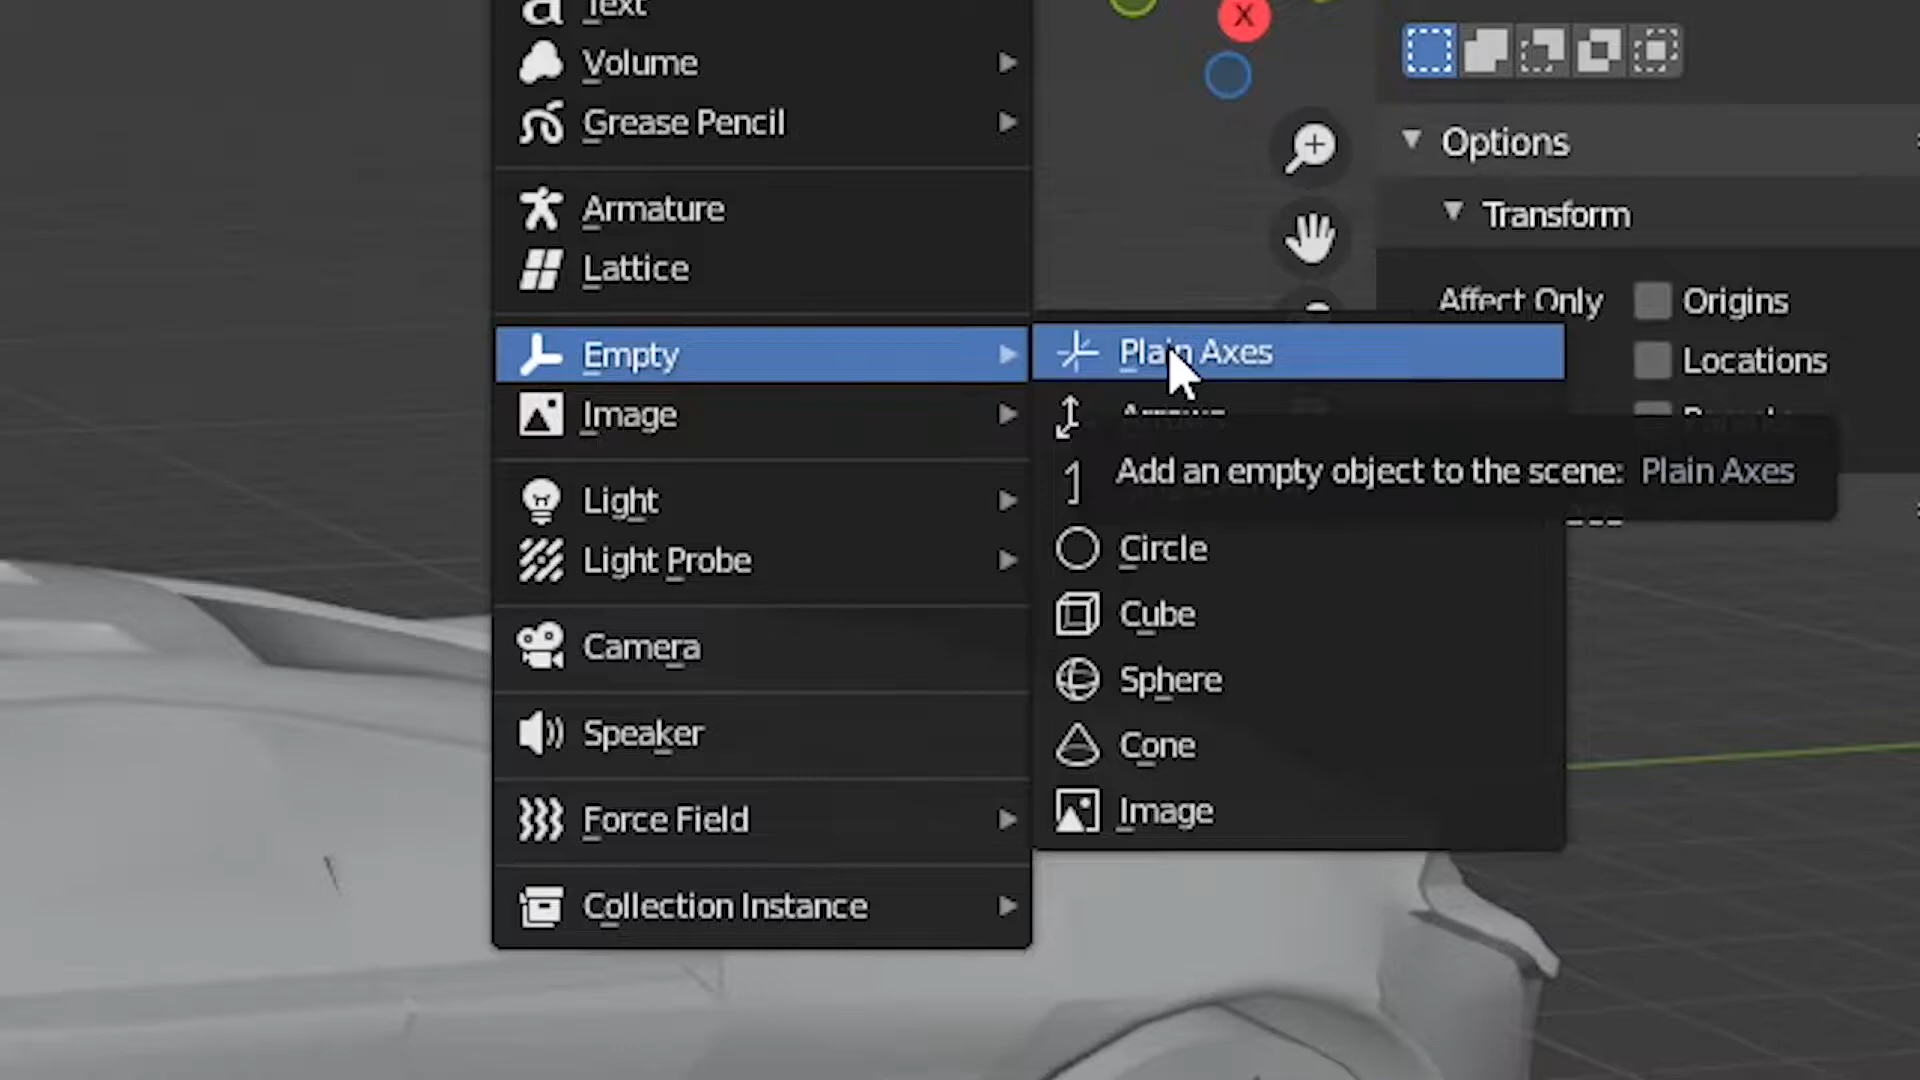 Text
Volume
Grease Pencil
Armature
Lattice
Empty
Image
Light
Light Probe
Camera
Speaker
Force Field
Collection Instance
Plain Axes
Arrows
Add an empty object to the scene: Plain Axes
Circle
Cube
Sphere
Cone
Image
X
Options
Transform
Affect Only
Origins
Locations